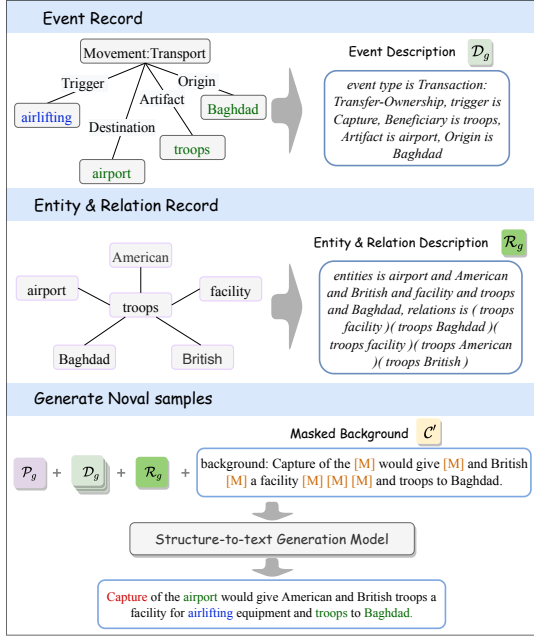 Event Record
Movement:Transport
Trigger
Origin
Artifact
Destination
airlifting
Baghdad
troops
airport
Event Description
𝒟g
event type is Transaction:
Transfer-Ownership, trigger is
Capture, Beneficiary is troops,
Artifact is airport, Origin is
Baghdad
Entity & Relation Record
American
airport
facility
troops
Baghdad
British
Entity & Relation Description
ℛg
entities is airport and American
and British and facility and troops
and Baghdad, relations is ( troops
facility )( troops Baghdad )(
troops facility )( troops American
)( troops British )
Generate Noval samples
Masked Background
𝒞′
𝒫g + 𝒟g + ℛg +
background: Capture of the [M] would give [M] and British
[M] a facility [M] [M] [M] and troops to Baghdad.
Structure-to-text Generation Model
Capture of the airport would give American and British troops a
facility for airlifting equipment and troops to Baghdad.